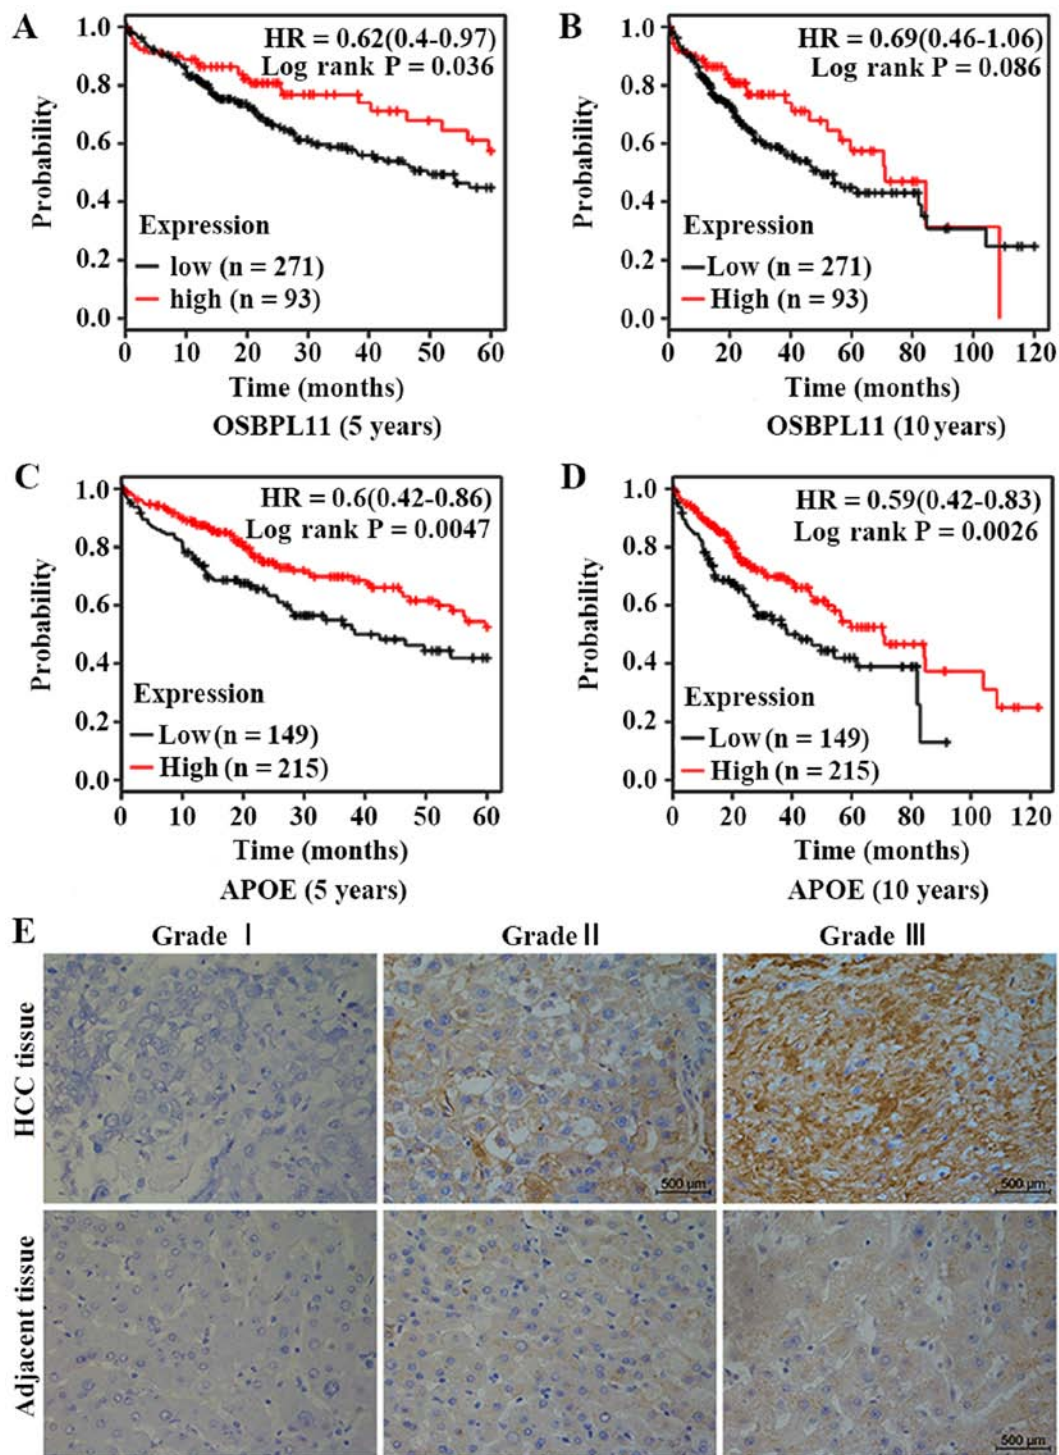 A
1.0
0.8
0.6
0.4
0.2
0.0
Probability
HR = 0.62(0.4-0.97)
Log rank P = 0.036
Expression
low (n = 271)
high (n = 93)
0 10 20 30 40 50 60
Time (months)
OSBPL11 (5 years)
B
1.0
0.8
0.6
0.4
0.2
0.0
Probability
HR = 0.69(0.46-1.06)
Log rank P = 0.086
Expression
Low (n = 271)
High (n = 93)
0 20 40 60 80 100 120
Time (months)
OSBPL11 (10 years)
C
1.0
0.8
0.6
0.4
0.2
0.0
Probability
HR = 0.6(0.42-0.86)
Log rank P = 0.0047
Expression
Low (n = 149)
High (n = 215)
0 10 20 30 40 50 60
Time (months)
APOE (5 years)
D
1.0
0.8
0.6
0.4
0.2
0.0
Probability
HR = 0.59(0.42-0.83)
Log rank P = 0.0026
Expression
Low (n = 149)
High (n = 215)
0 20 40 60 80 100 120
Time (months)
APOE (10 years)
E
Grade I
Grade II
Grade III
HCC tissue
500 μm
500 μm
Adjacent tissue
500 μm